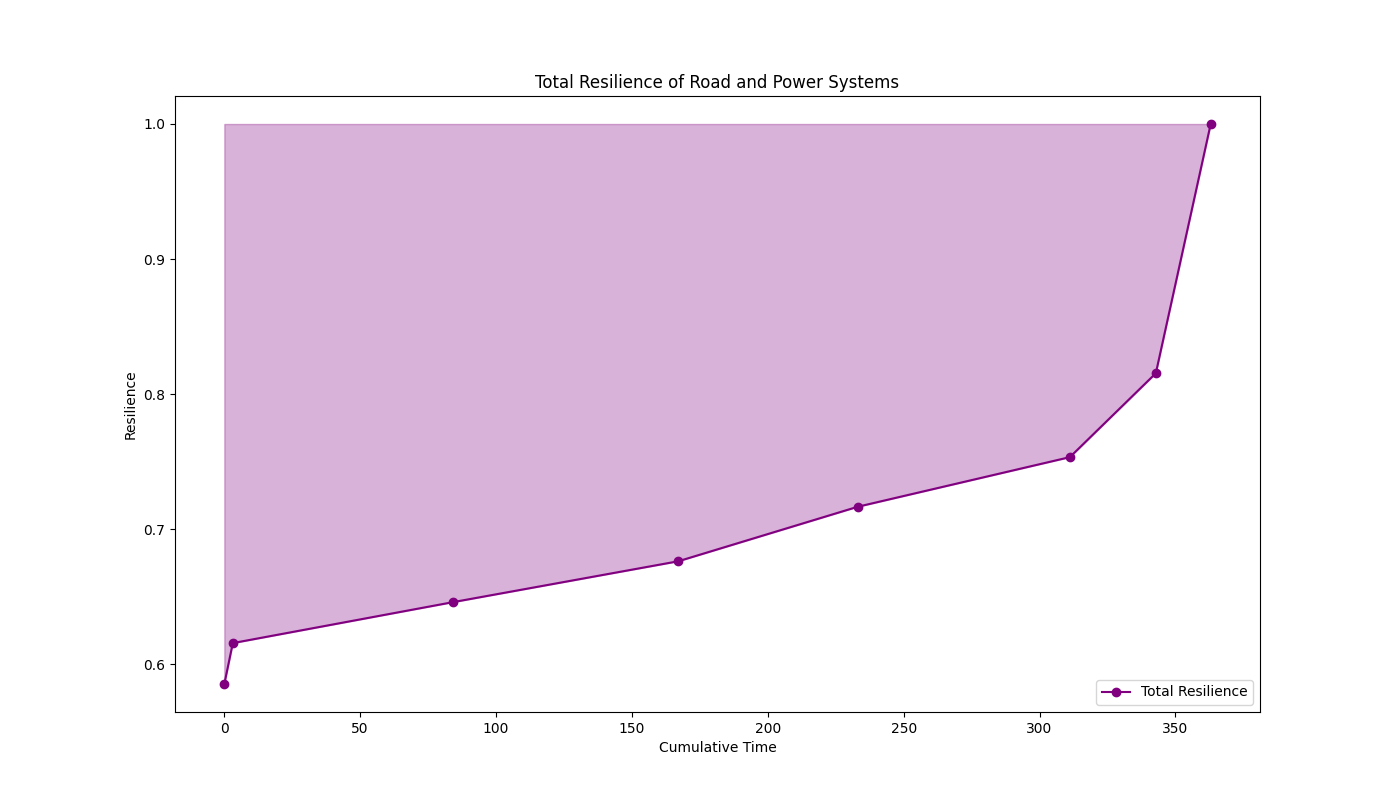 Total Resilience of Road and Power Systems
1.0
0.9
0.8
0.7
0.6
Resilience
Total Resilience
0 50 100 150 200 250 300 350
Cumulative Time